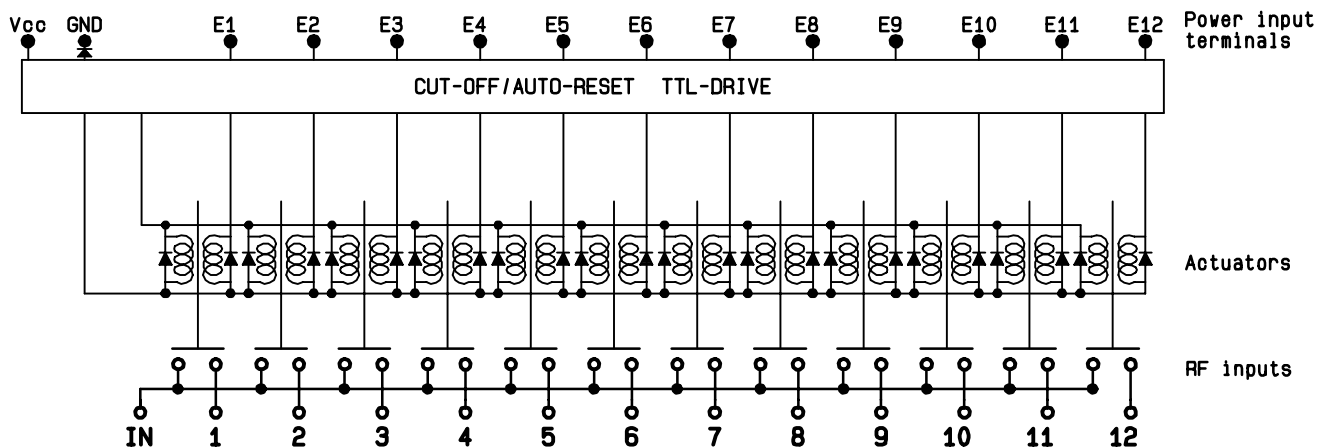 Vcc GND E1 E2 E3 E4 E5 E6 E7 E8 E9 E10 E11 E12 Power input
terminals
CUT-OFF/AUTO-RESET TTL-DRIVE
Actuators
RF inputs
IN 1 2 3 4 5 6 7 8 9 10 11 12